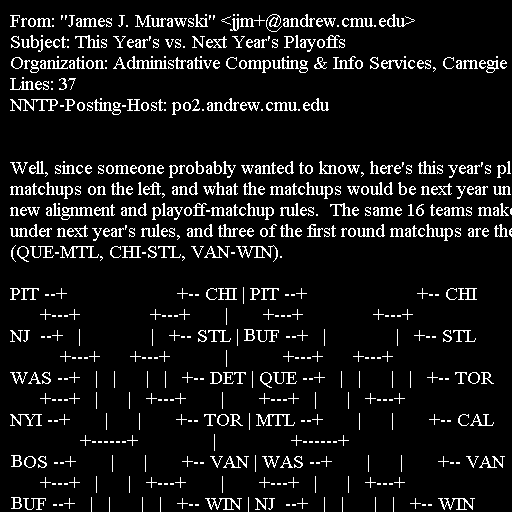 From: "James J. Murawski" <jjm+@andrew.cmu.edu>
Subject: This Year's vs. Next Year's Playoffs
Organization: Administrative Computing & Info Services, Carnegie
Lines: 37
NNTP-Posting-Host: po2.andrew.cmu.edu

Well, since someone probably wanted to know, here's this year's pl
matchups on the left, and what the matchups would be next year un
new alignment and playoff-matchup rules.  The same 16 teams make
under next year's rules, and three of the first round matchups are the
(QUE-MTL, CHI-STL, VAN-WIN).

PIT --+                       +-- CHI | PIT --+                       +-- CHI
      +---+               +---+       |       +---+               +---+
NJ  --+   |               |   +-- STL | BUF --+   |               |   +-- STL
          +---+       +---+           |           +---+       +---+
WAS --+   |   |       |   |   +-- DET | QUE --+   |   |       |   |   +-- TOR
      +---+   |       |   +---+       |       +---+   |       |   +---+
NYI --+       |       |       +-- TOR | MTL --+       |       |       +-- CAL
              +------+                |               +------+
BOS --+       |       |       +-- VAN | WAS --+       |       |       +-- VAN
      +---+   |       |   +---+       |       +---+   |       |   +---+
BUF --+   |   |       |   |   +-- WIN | NJ  --+   |   |       |   |   +-- WIN